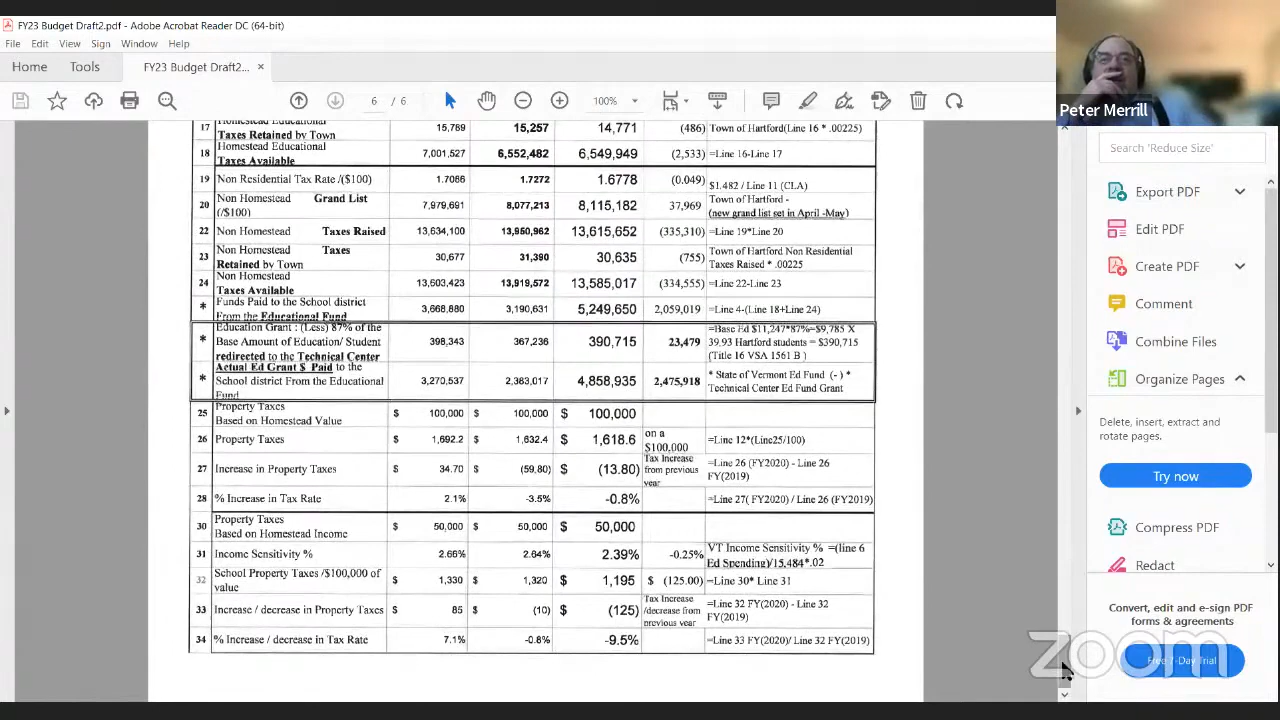 FY23 Budget Draft2.pdf - Adobe Acrobat Reader DC (64-bit)
File Edit View Sign Window Help
Home Tools FY23 Budget Draft2... ×
6 / 6 100%
Peter Merrill
17 Homestead Educational Taxes Retained by Town 15,769 15,257 14,771 (486) Town of Hartford(Line 16 * .00225)
18 Homestead Educational Taxes Available 7,001,527 6,552,482 6,549,949 (2,533) =Line 16-Line 17
19 Non Residential Tax Rate /($100) 1.7086 1.7272 1.6778 (0.049) $1.482 / Line 11 (CLA)
20 Non Homestead Grand List (/$100) 7,979,691 8,077,213 8,115,182 37,969 Town of Hartford - (new grand list set in April -May)
22 Non Homestead Taxes Raised 13,634,100 13,950,962 13,615,652 (335,310) =Line 19*Line 20
23 Non Homestead Taxes Retained by Town 30,677 31,390 30,635 (755) Town of Hartford Non Residential Taxes Raised * .00225
24 Non Homestead Taxes Available 13,603,423 13,919,572 13,585,017 (334,555) =Line 22-Line 23
* Funds Paid to the School district From the Educational Fund 3,668,880 3,190,631 5,249,650 2,059,019 =Line 4-(Line 18+Line 24)
* Education Grant : (Less) 87% of the Base Amount of Education/ Student redirected to the Technical Center 398,343 367,236 390,715 23,479 =Base Ed $11,247*87%=$9,785 X 39.93 Hartford students = $390,715 (Title 16 VSA 1561 B )
* Actual Ed Grant $ Paid to the School district From the Educational Fund 3,270,537 2,383,017 4,858,935 2,475,918 * State of Vermont Ed Fund (-) * Technical Center Ed Fund Grant
25 Property Taxes Based on Homestead Value $ 100,000 $ 100,000 $ 100,000
26 Property Taxes $ 1,692.2 $ 1,632.4 $ 1,618.6 on a $100,000 =Line 12*(Line25/100)
27 Increase in Property Taxes $ 34.70 $ (59.80) $ (13.80) Tax Increase from previous year =Line 26 (FY2020) - Line 26 FY(2019)
28 % Increase in Tax Rate 2.1% -3.5% -0.8% =Line 27( FY2020) / Line 26 (FY2019)
30 Property Taxes Based on Homestead Income $ 50,000 $ 50,000 $ 50,000
31 Income Sensitivity % 2.66% 2.64% 2.39% -0.25% VT Income Sensitivity % =(line 6 Ed Spending)/15,484*.02
32 School Property Taxes /$100,000 of value $ 1,330 $ 1,320 $ 1,195 $ (125.00) =Line 30* Line 31
33 Increase / decrease in Property Taxes $ 85 $ (10) $ (125) Tax Increase /decrease from previous year =Line 32 FY(2020) - Line 32 FY(2019)
34 % Increase / decrease in Tax Rate 7.1% -0.8% -9.5% =Line 33 FY(2020)/ Line 32 FY(2019)
Search 'Reduce Size'
Export PDF
Edit PDF
Create PDF
Comment
Combine Files
Organize Pages
Delete, insert, extract and
rotate pages.
Try now
Compress PDF
Redact
Convert, edit and e-sign PDF
forms & agreements
Free 7-Day Trial
zoom